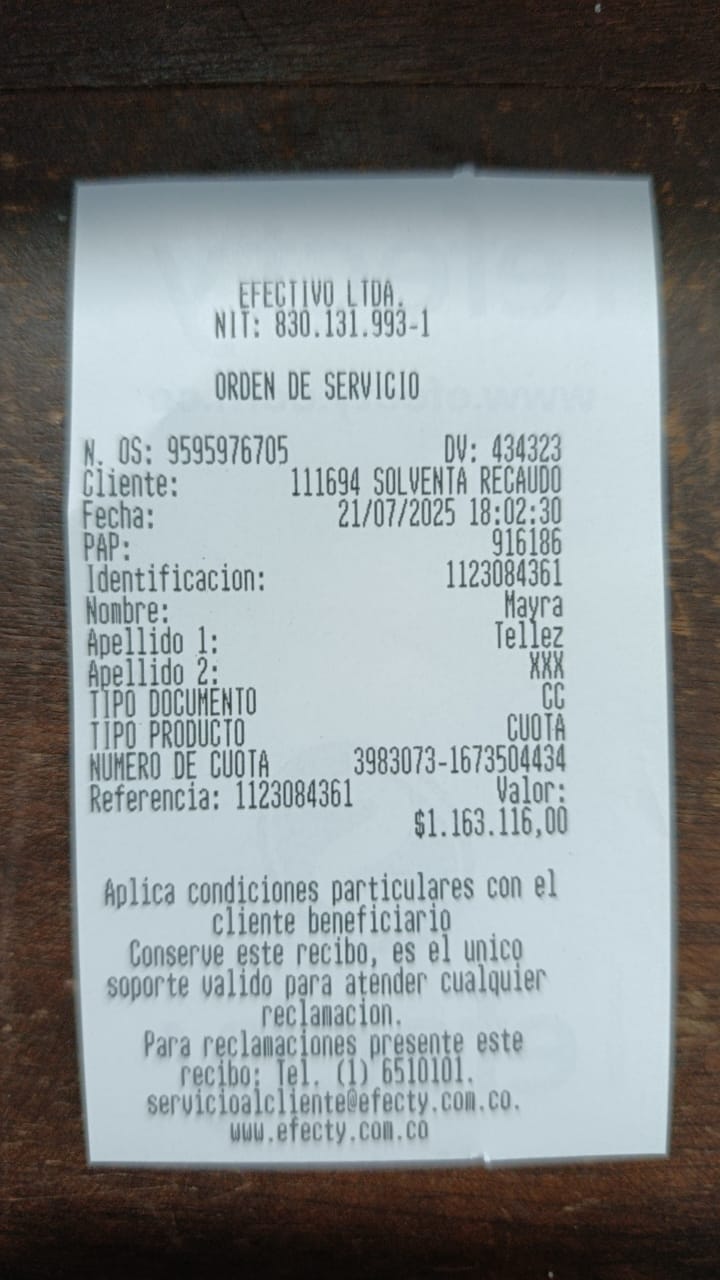 EFECTIVO LTDA.
NIT: 830.131.993-1
ORDEN DE SERVICIO
N. OS: 9595976705 DV: 434323
Cliente: 111694 SOLVENTA RECAUDO
Fecha: 21/07/2025 18:02:30
PAP: 916186
Identificacion: 1123084361
Nombre: Mayra
Apellido 1: Tellez
Apellido 2: XXX
TIPO DOCUMENTO CC
TIPO PRODUCTO CUOTA
NUMERO DE CUOTA 3983073-1673504434
Referencia: 1123084361 Valor:
$1.163.116,00
Aplica condiciones particulares con el
cliente beneficiario
Conserve este recibo, es el unico
soporte valido para atender cualquier
reclamacion.
Para reclamaciones presente este
recibo: Tel. (1) 6510101.
servicioalcliente@efecty.com.co.
www.efecty.com.co